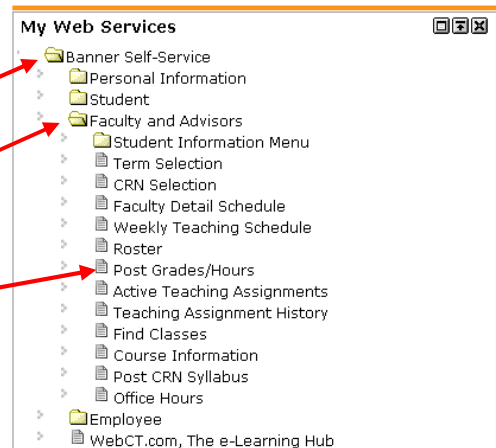 My Web Services
Banner Self-Service
Personal Information
Student
Faculty and Advisors
Student Information Menu
Term Selection
CRN Selection
Faculty Detail Schedule
Weekly Teaching Schedule
Roster
Post Grades/Hours
Active Teaching Assignments
Teaching Assignment History
Find Classes
Course Information
Post CRN Syllabus
Office Hours
Employee
WebCT.com, The e-Learning Hub